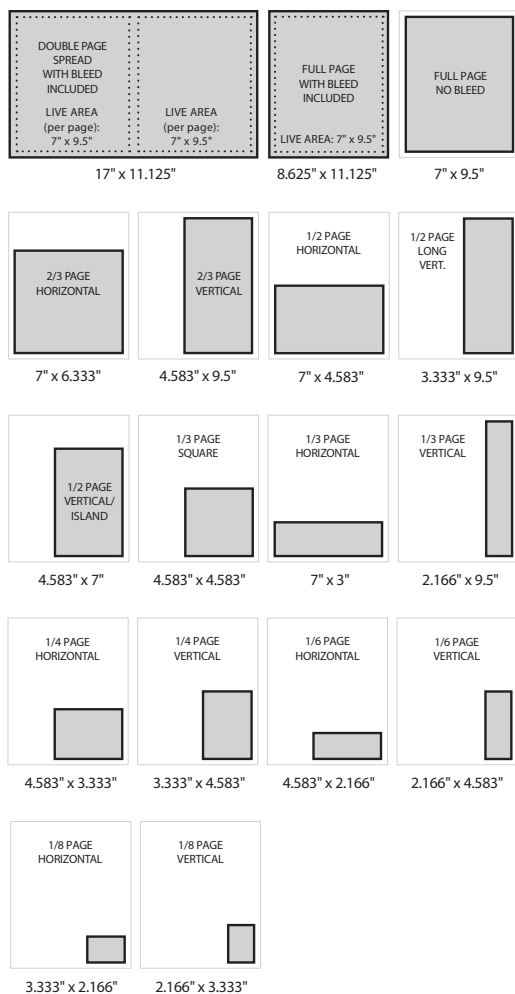 DOUBLE PAGE
SPREAD
WITH BLEED
INCLUDED
LIVE AREA
(per page):
7" x 9.5"
LIVE AREA
(per page):
7" x 9.5"
17" x 11.125"
FULL PAGE
WITH BLEED
INCLUDED
LIVE AREA: 7" x 9.5"
8.625" x 11.125"
FULL PAGE
NO BLEED
7" x 9.5"
2/3 PAGE
HORIZONTAL
7" x 6.333"
2/3 PAGE
VERTICAL
4.583" x 9.5"
1/2 PAGE
HORIZONTAL
7" x 4.583"
1/2 PAGE
LONG
VERT.
3.333" x 9.5"
1/2 PAGE
VERTICAL/
ISLAND
4.583" x 7"
1/3 PAGE
SQUARE
4.583" x 4.583"
1/3 PAGE
HORIZONTAL
7" x 3"
1/3 PAGE
VERTICAL
2.166" x 9.5"
1/4 PAGE
HORIZONTAL
4.583" x 3.333"
1/4 PAGE
VERTICAL
3.333" x 4.583"
1/6 PAGE
HORIZONTAL
4.583" x 2.166"
1/6 PAGE
VERTICAL
2.166" x 4.583"
1/8 PAGE
HORIZONTAL
3.333" x 2.166"
1/8 PAGE
VERTICAL
2.166" x 3.333"